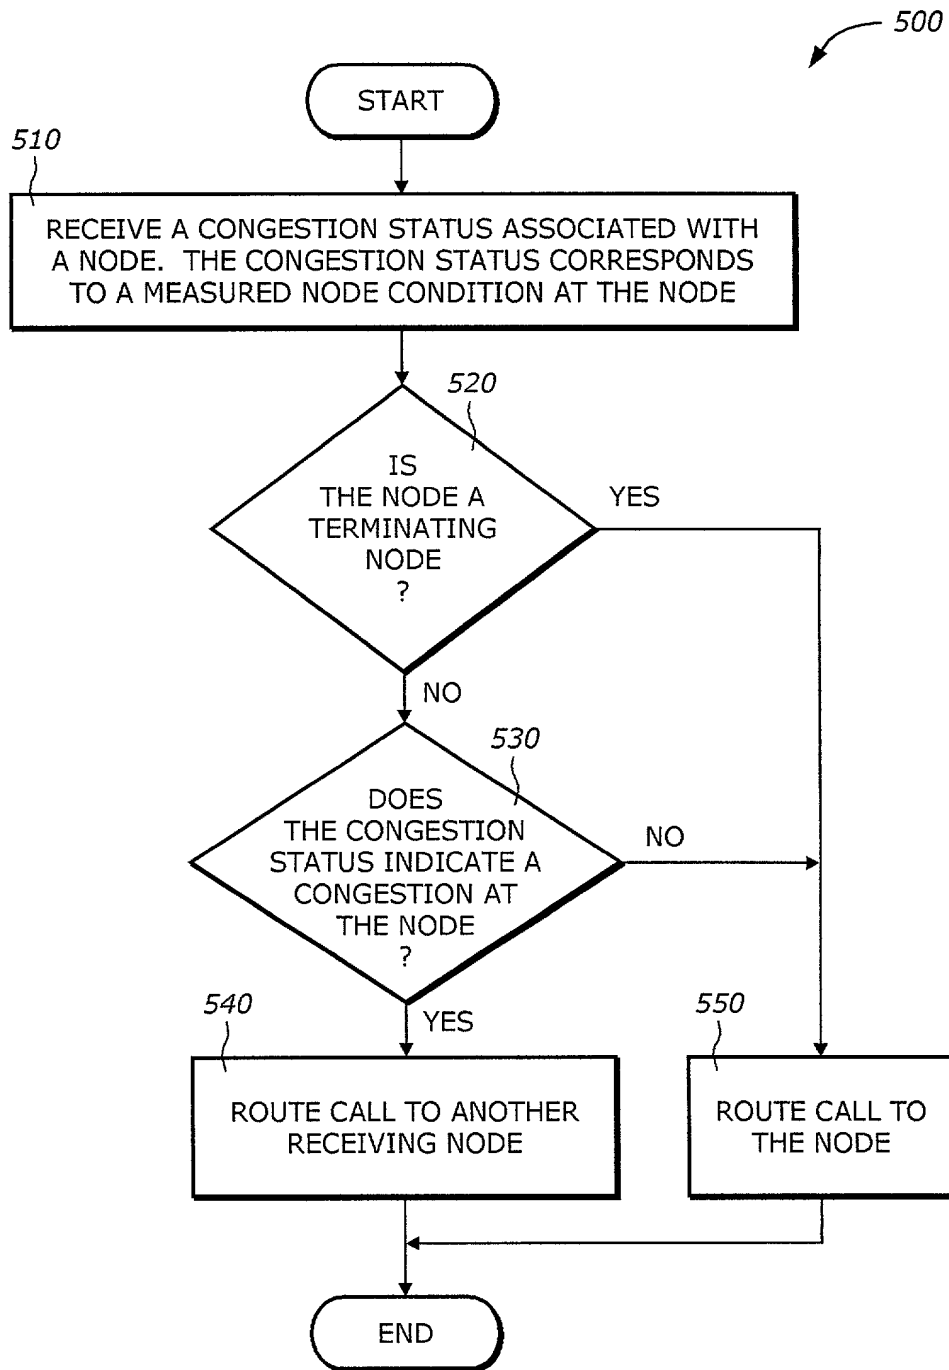 500
START
510
RECEIVE A CONGESTION STATUS ASSOCIATED WITH
A NODE. THE CONGESTION STATUS CORRESPONDS
TO A MEASURED NODE CONDITION AT THE NODE
520
IS
THE NODE A
TERMINATING
NODE
?
YES
NO
530
DOES
THE CONGESTION
STATUS INDICATE A
CONGESTION AT
THE NODE
?
NO
YES
540
ROUTE CALL TO ANOTHER
RECEIVING NODE
550
ROUTE CALL TO
THE NODE
END